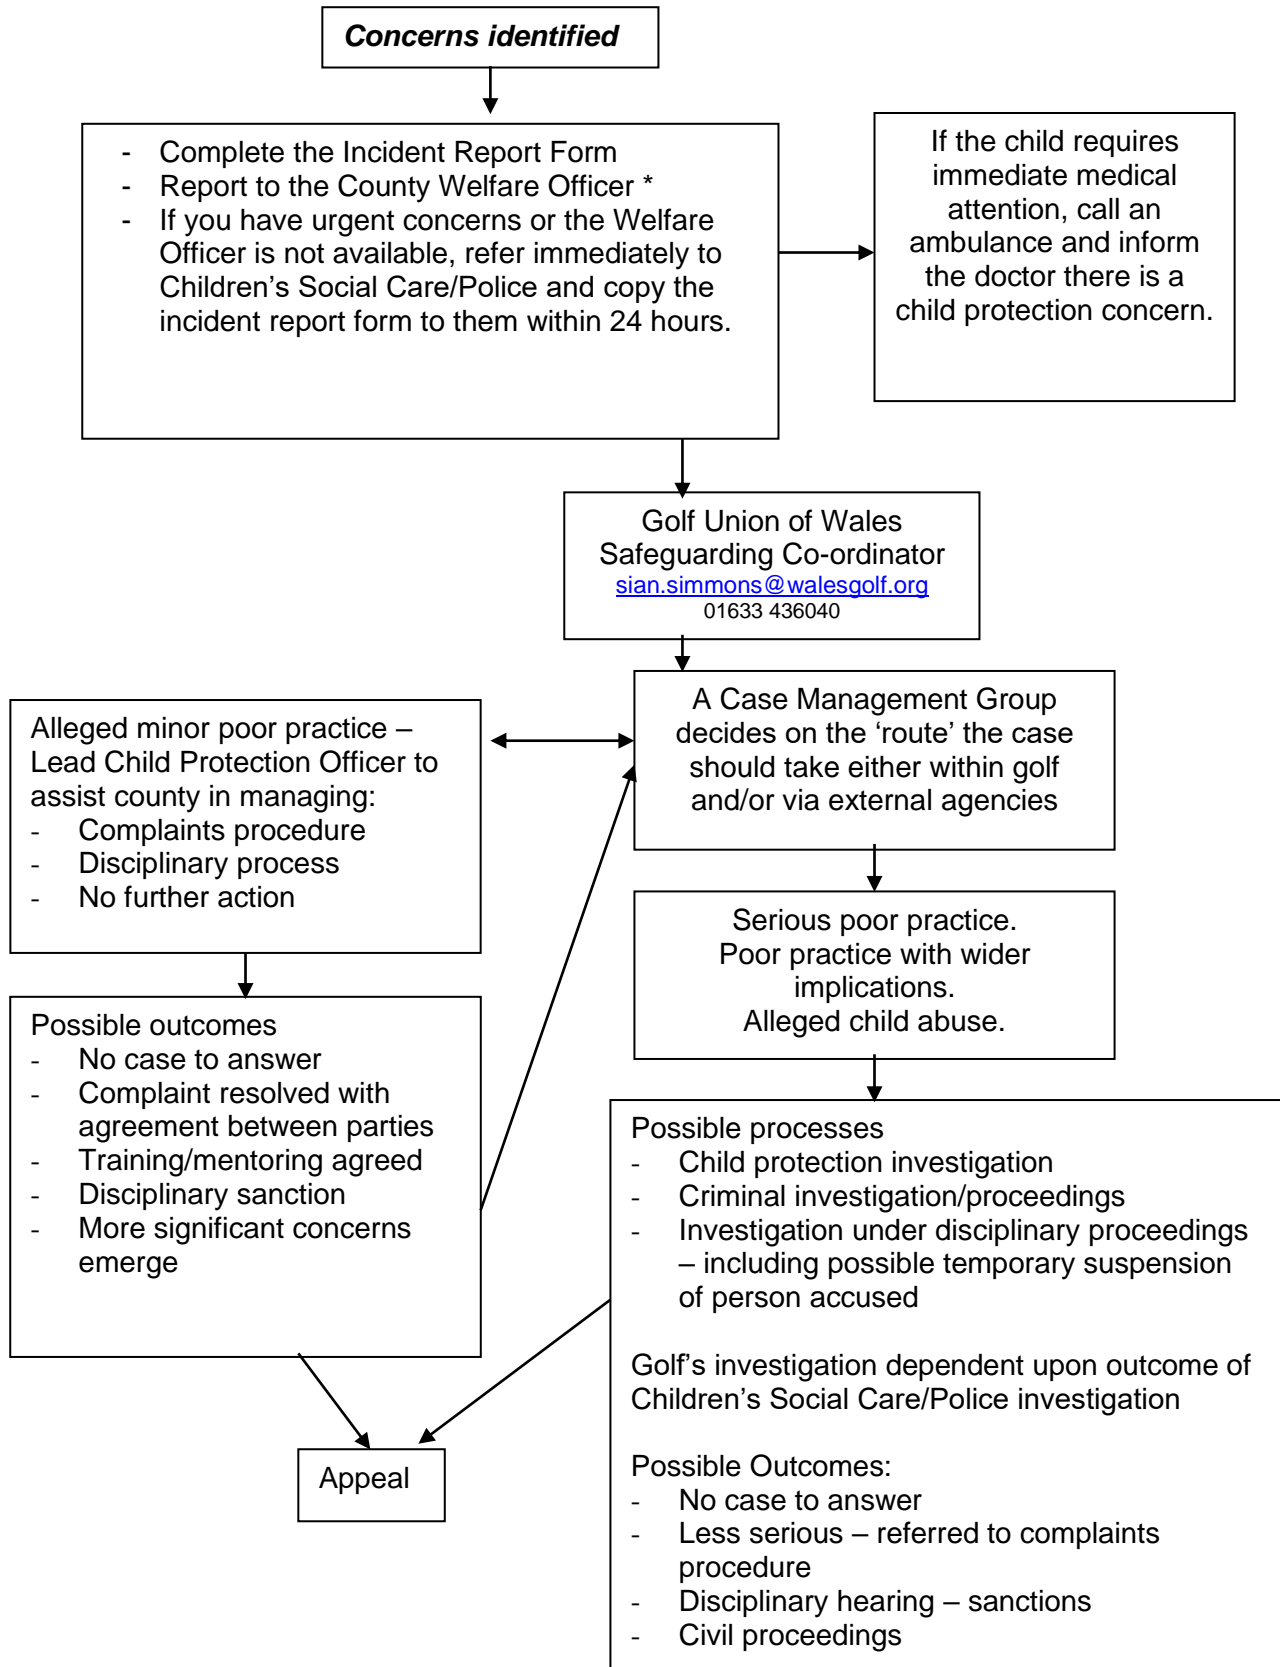 Concerns identified
- Complete the Incident Report Form
- Report to the County Welfare Officer *
- If you have urgent concerns or the Welfare
Officer is not available, refer immediately to
Children’s Social Care/Police and copy the
incident report form to them within 24 hours.
If the child requires
immediate medical
attention, call an
ambulance and inform
the doctor there is a
child protection concern.
Golf Union of Wales
Safeguarding Co-ordinator
sian.simmons@walesgolf.org
01633 436040
A Case Management Group
decides on the ‘route’ the case
should take either within golf
and/or via external agencies
Alleged minor poor practice –
Lead Child Protection Officer to
assist county in managing:
- Complaints procedure
- Disciplinary process
- No further action
Serious poor practice.
Poor practice with wider
implications.
Alleged child abuse.
Possible outcomes
- No case to answer
- Complaint resolved with
agreement between parties
- Training/mentoring agreed
- Disciplinary sanction
- More significant concerns
emerge
Possible processes
- Child protection investigation
- Criminal investigation/proceedings
- Investigation under disciplinary proceedings
– including possible temporary suspension
of person accused
Golf’s investigation dependent upon outcome of
Children’s Social Care/Police investigation
Possible Outcomes:
- No case to answer
- Less serious – referred to complaints
procedure
- Disciplinary hearing – sanctions
- Civil proceedings
Appeal